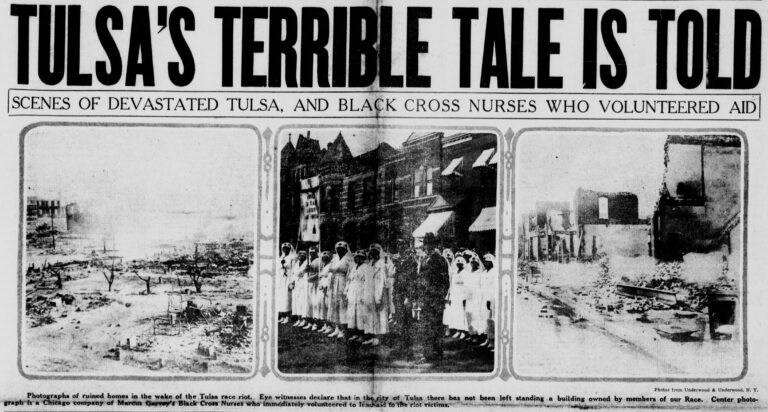 TULSA'S TERRIBLE TALE IS TOLD
SCENES OF DEVASTATED TULSA, AND BLACK CROSS NURSES WHO VOLUNTEERED AID
Photos from Underwood & Underwood, N. Y.
Photographs of ruined homes in the wake of the Tulsa race riot. Eye witnesses declare that in the city of Tulsa there has not been left standing a building owned by members of our Race. Center photo-
graph is a Chicago company of Marcus Garvey's Black Cross Nurses who immediately volunteered to lend aid to the riot victims.